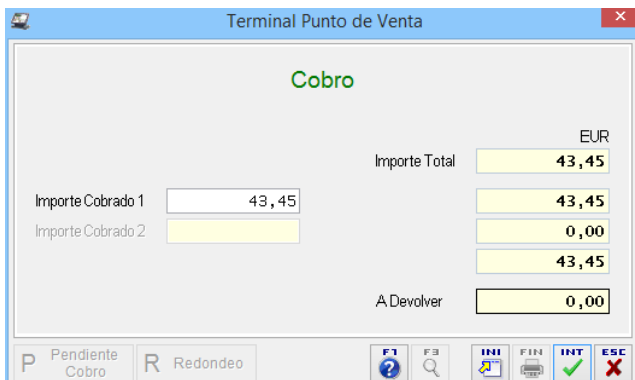 Terminal Punto de Venta
Cobro
EUR
Importe Total 43,45
Importe Cobrado 1 43,45 43,45
Importe Cobrado 2 0,00
43,45
A Devolver 0,00
P Pendiente Cobro R Redondeo F1 F3 INI FIN INT ESC